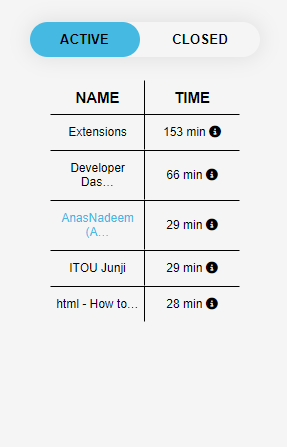 ACTIVE CLOSED
NAME TIME
Extensions 153 min
Developer
Das… 66 min
AnasNadeem
(A… 29 min
ITOU Junji 29 min
html - How to… 28 min